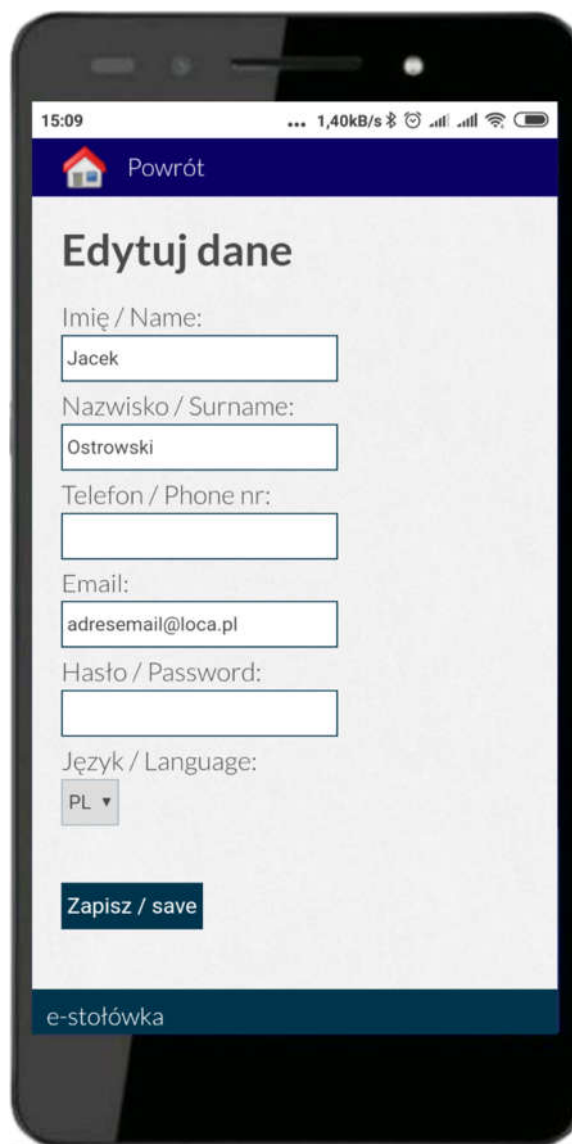 15:09 ... 1,40kB/s
Powrót
Edytuj dane
Imię / Name:
Jacek
Nazwisko / Surname:
Ostrowski
Telefon / Phone nr:
Email:
adresemail@loca.pl
Hasło / Password:
Język / Language:
PL
Zapisz / save
e-stołówka